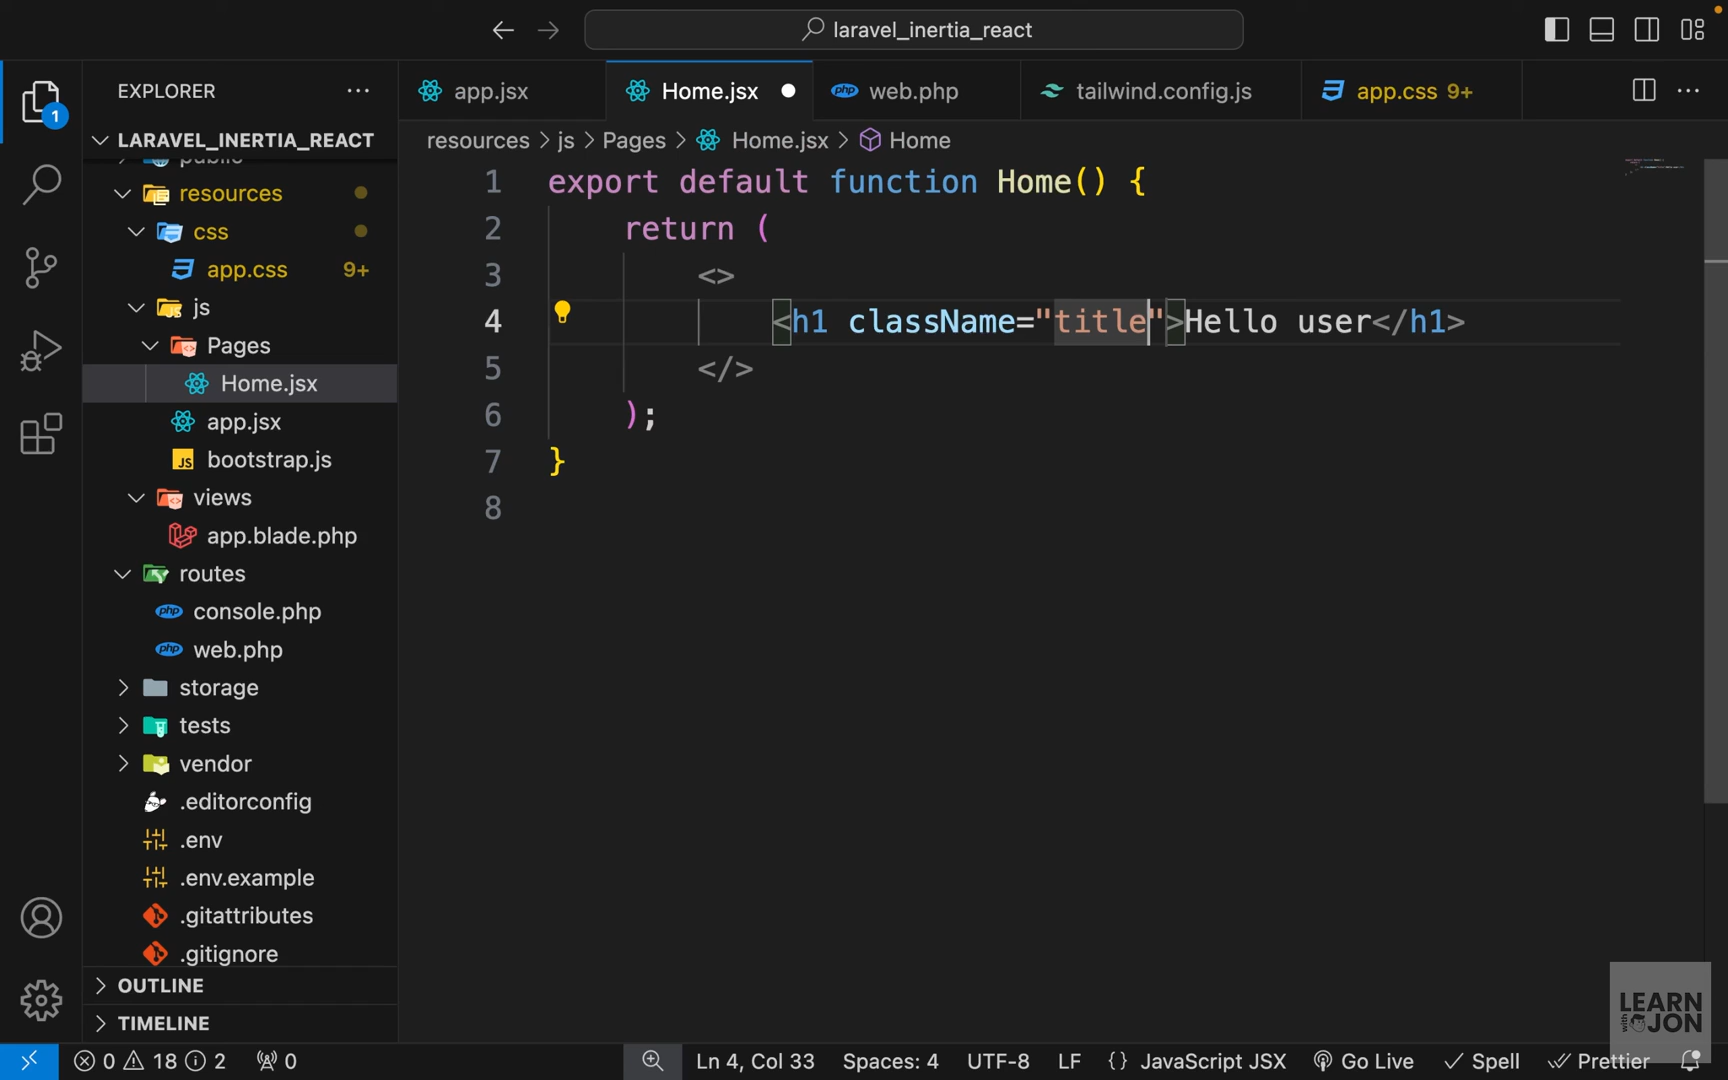 laravel_inertia_react
EXPLORER
app.jsx
Home.jsx
web.php
tailwind.config.js
app.css 9+
1
LARAVEL_INERTIA_REACT
public
resources
css
app.css 9+
js
Pages
Home.jsx
app.jsx
bootstrap.js
views
app.blade.php
routes
console.php
web.php
storage
tests
vendor
.editorconfig
.env
.env.example
.gitattributes
.gitignore
OUTLINE
TIMELINE
resources > js > Pages > Home.jsx > Home
1 export default function Home() {
2 return (
3 <>
4 <h1 className="title">Hello user</h1>
5 </>
6 );
7 }
8
LEARN
with JON
0 18 2 0
Ln 4, Col 33 Spaces: 4 UTF-8 LF {} JavaScript JSX Go Live Spell Prettier